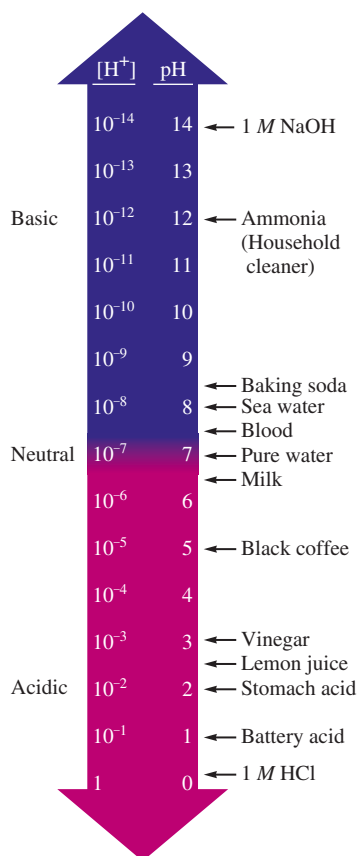 [H⁺] pH
10⁻¹⁴ 14 1 M NaOH
10⁻¹³ 13
Basic 10⁻¹² 12 Ammonia
(Household
cleaner)
10⁻¹¹ 11
10⁻¹⁰ 10
10⁻⁹ 9
Baking soda
10⁻⁸ 8 Sea water
Blood
Neutral 10⁻⁷ 7 Pure water
Milk
10⁻⁶ 6
10⁻⁵ 5 Black coffee
10⁻⁴ 4
10⁻³ 3 Vinegar
Lemon juice
Acidic 10⁻² 2 Stomach acid
10⁻¹ 1 Battery acid
1 0 1 M HCl